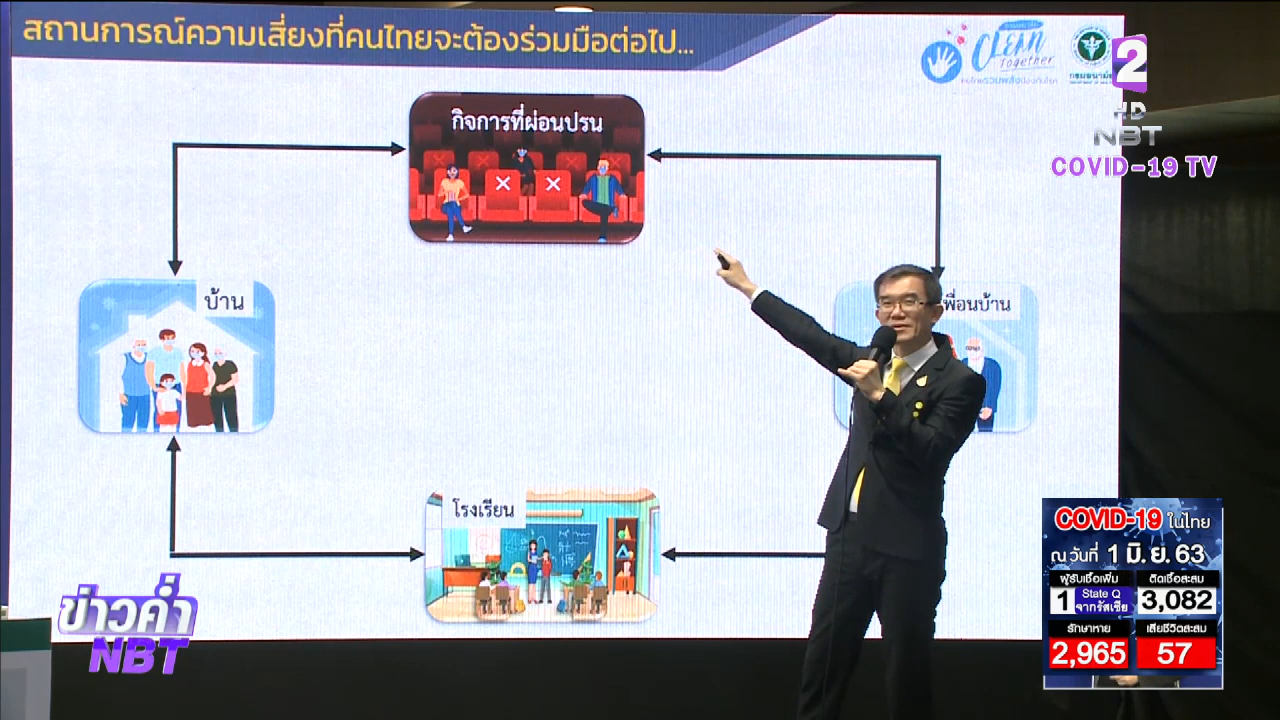 สถานการณ์ความเสี่ยงที่คนไทยจะต้องร่วมมือต่อไป...
CLEAN
Together
2
HD
NBT
COVID-19 TV
กิจการที่ผ่อนปรน
บ้าน
พื่อนบ้าน
โรงเรียน
ข่าวค่ำ
NBT
COVID-19 ในไทย
ณ วันที่ 1 มิ.ย. 63
ผู้รับเชื้อเพิ่ม ติดเชื้อสะสม
1 State Q จากรัสเซีย 3,082
รักษาหาย เสียชีวิตสะสม
2,965 57